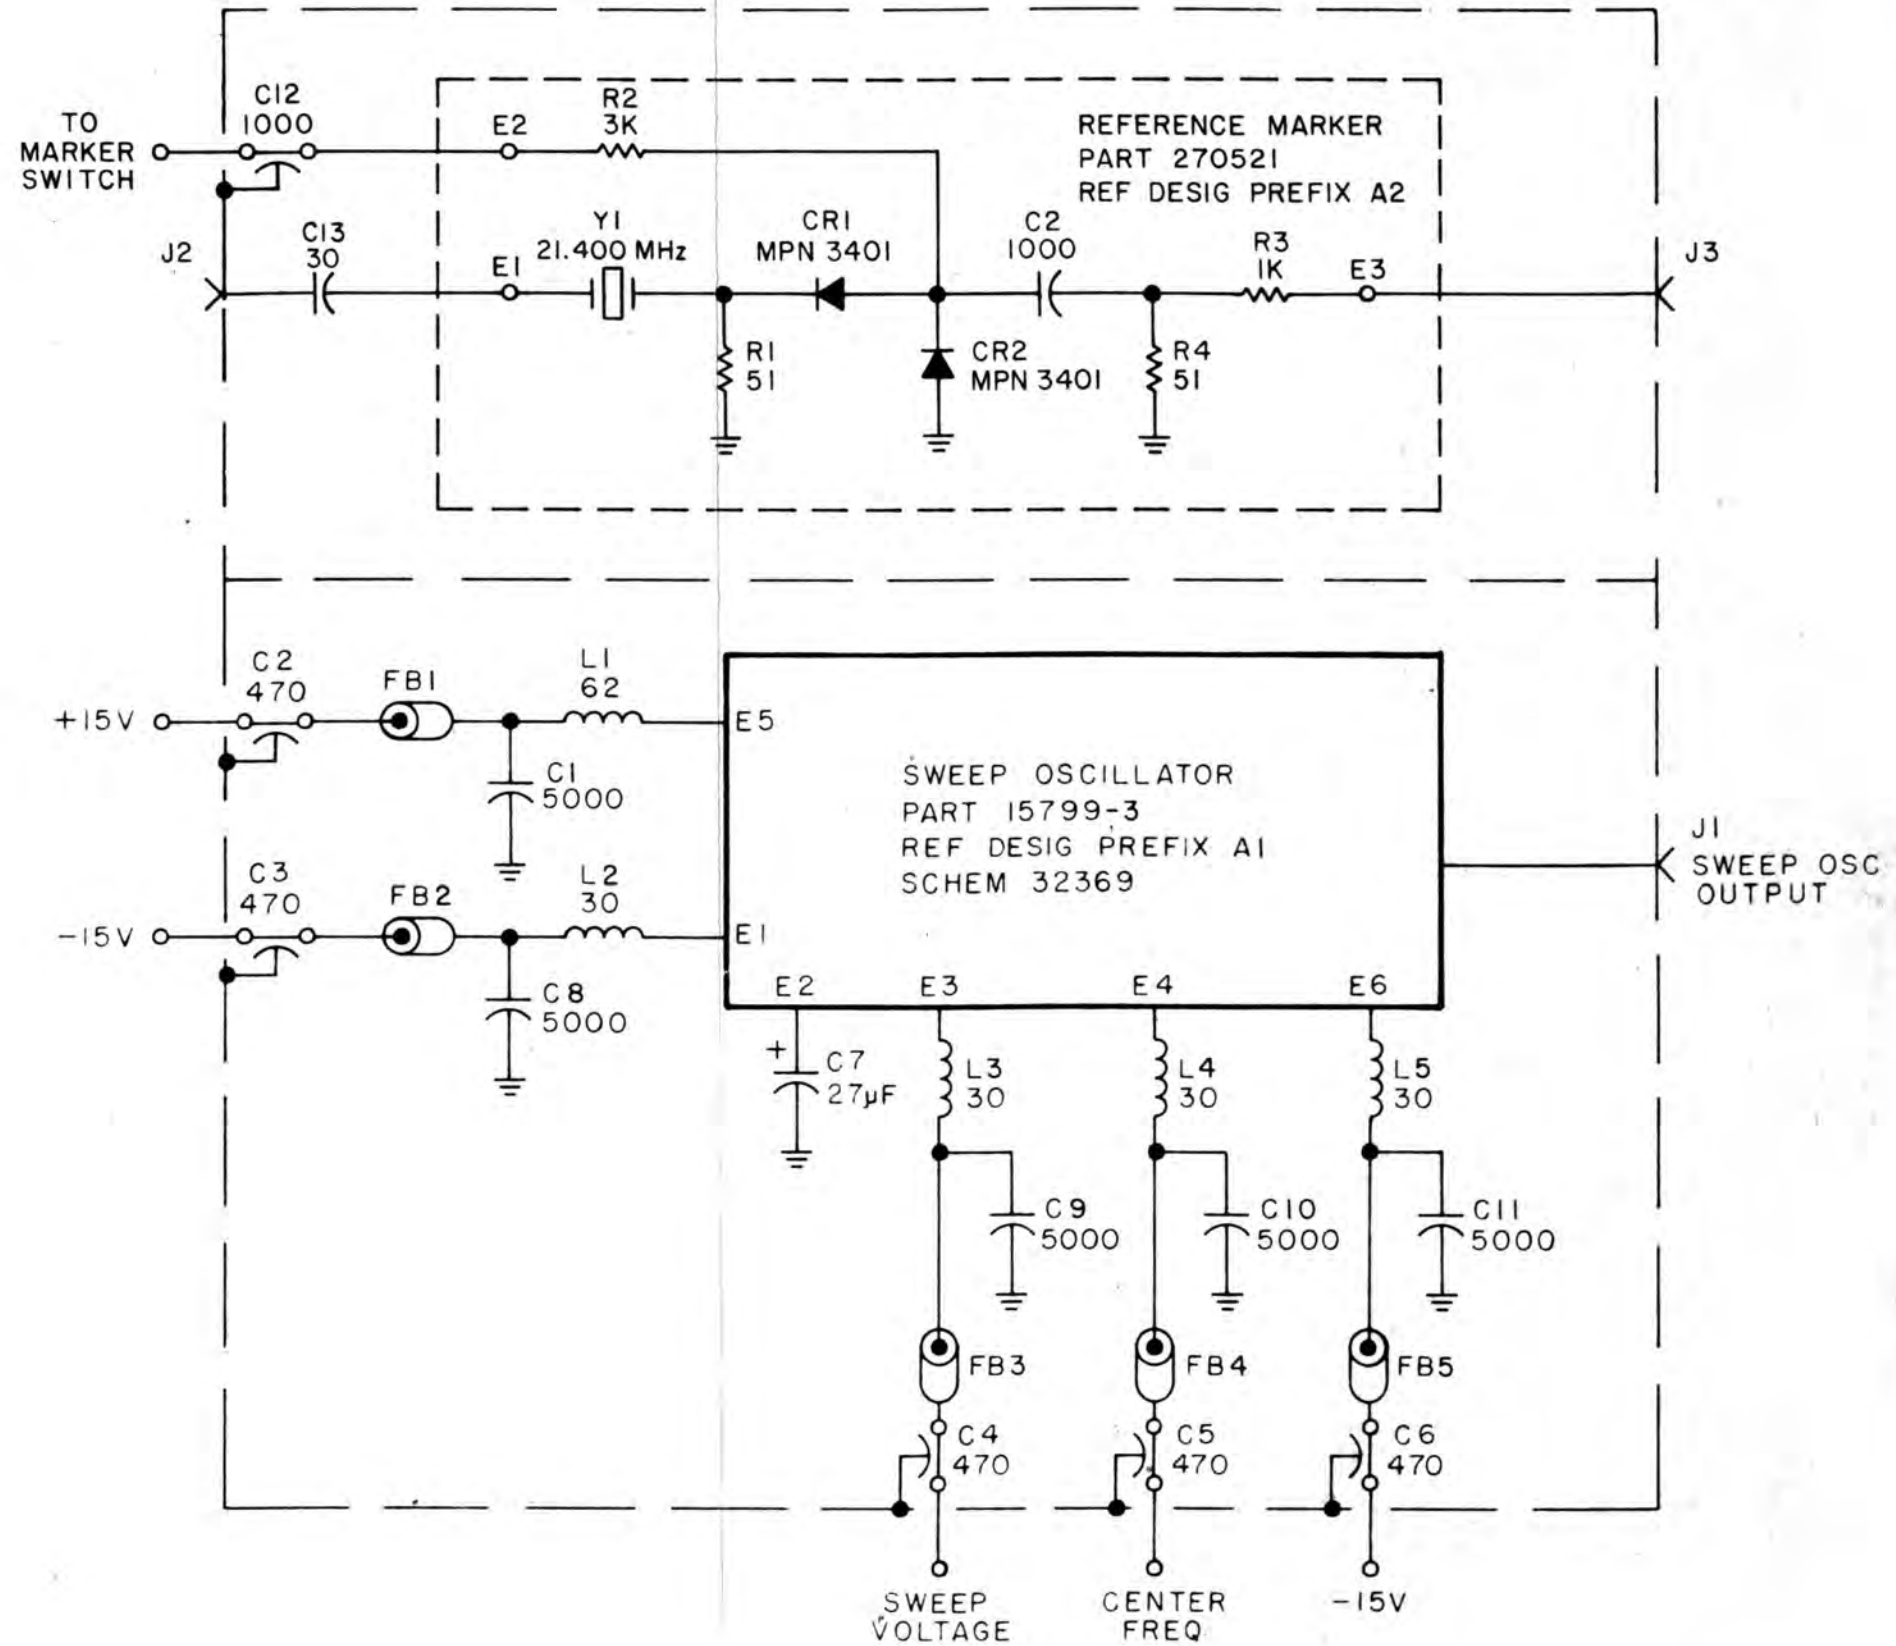 C12
1000
TO
MARKER
SWITCH
E2
R2
3K
REFERENCE MARKER
PART 270521
REF DESIG PREFIX A2
J2
C13
30
E1
Y1
21.400 MHz
CR1
MPN 3401
C2
1000
R3
1K
E3
J3
R1
51
CR2
MPN 3401
R4
51
+15V
C2
470
FB1
L1
62
E5
C1
5000
SWEEP OSCILLATOR
PART 15799-3
REF DESIG PREFIX A1
SCHEM 32369
J1
SWEEP OSC
OUTPUT
-15V
C3
470
FB2
L2
30
E1
C8
5000
E2
E3
E4
E6
+
C7
27µF
L3
30
L4
30
L5
30
C9
5000
C10
5000
C11
5000
FB3
FB4
FB5
C4
470
C5
470
C6
470
SWEEP
VOLTAGE
CENTER
FREQ
-15V